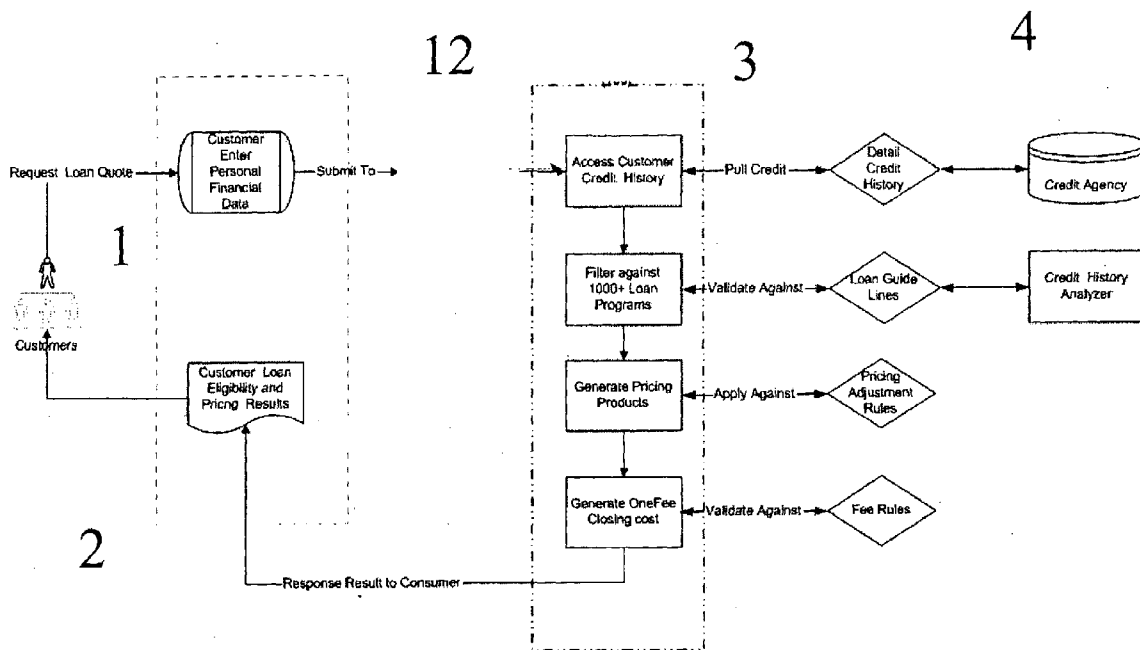 12
3
4
Customer
Enter
Personal
Financial
Data
Request Loan Quote
Submit To
Access Customer
Credit History
Pull Credit
Detail
Credit
History
Credit Agency
1
Filter against
1000+ Loan
Programs
Validate Against
Loan Guide
Lines
Credit History
Analyzer
Customers
Customer Loan
Eligibility and
Pricng Results
Generate Pricing
Products
Apply Against
Pricing
Adjustment
Rules
Generate OneFee
Closing cost
Validate Against
Fee Rules
2
Response Result to Consumer